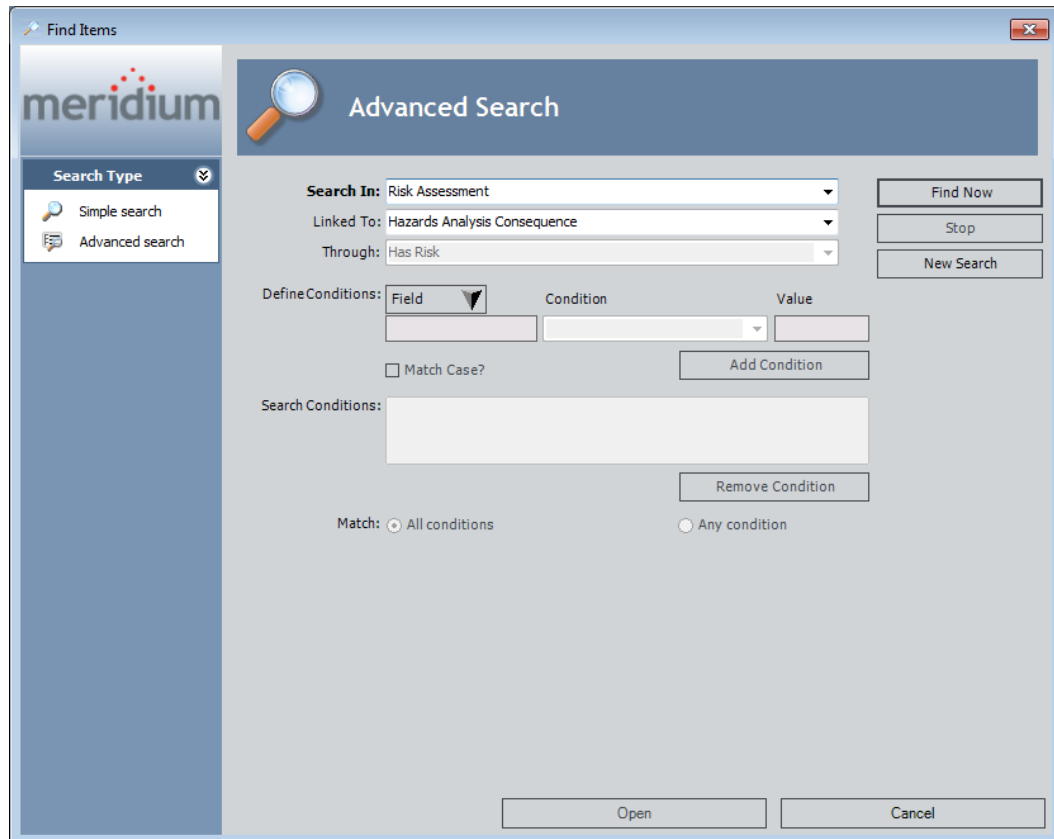 Find Items
meridium
Advanced Search
Search Type
Simple search
Advanced search
Search In: Risk Assessment
Linked To: Hazards Analysis Consequence
Through: Has Risk
Find Now
Stop
New Search
DefineConditions: Field Condition Value
Match Case? Add Condition
Search Conditions:
Remove Condition
Match: All conditions Any condition
Open Cancel